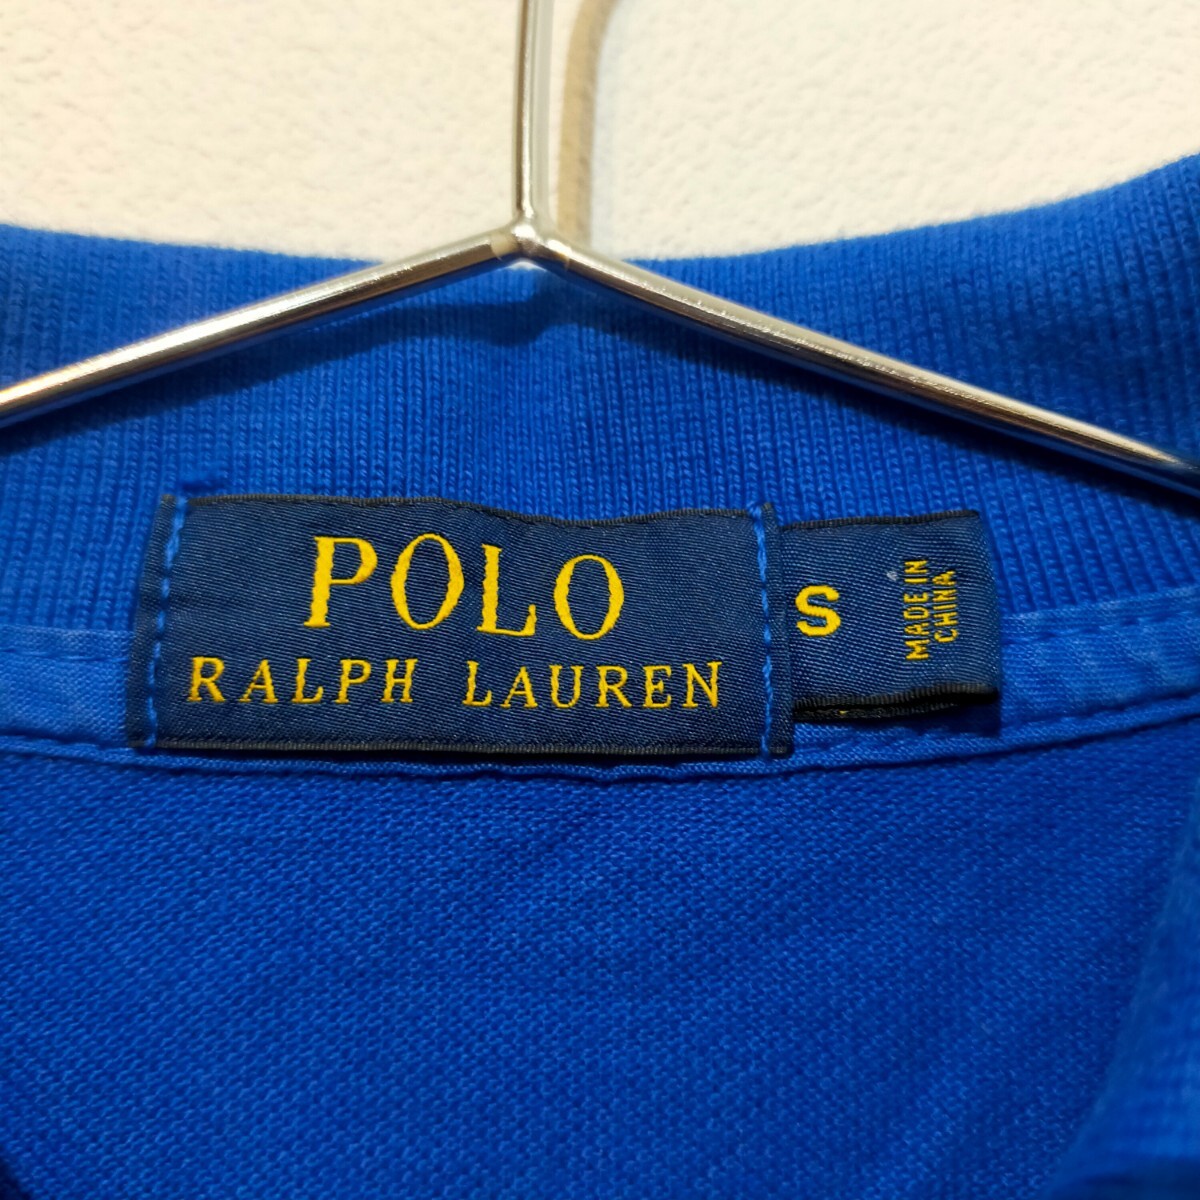 POLO
RALPH LAUREN
S
MADE IN
CHINA